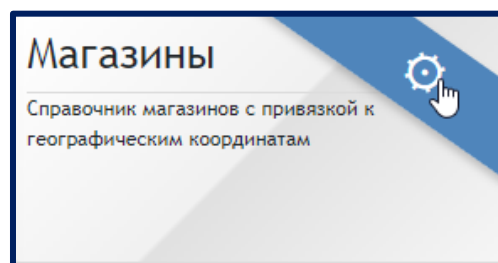 Магазины
Справочник магазинов с привязкой к
географическим координатам